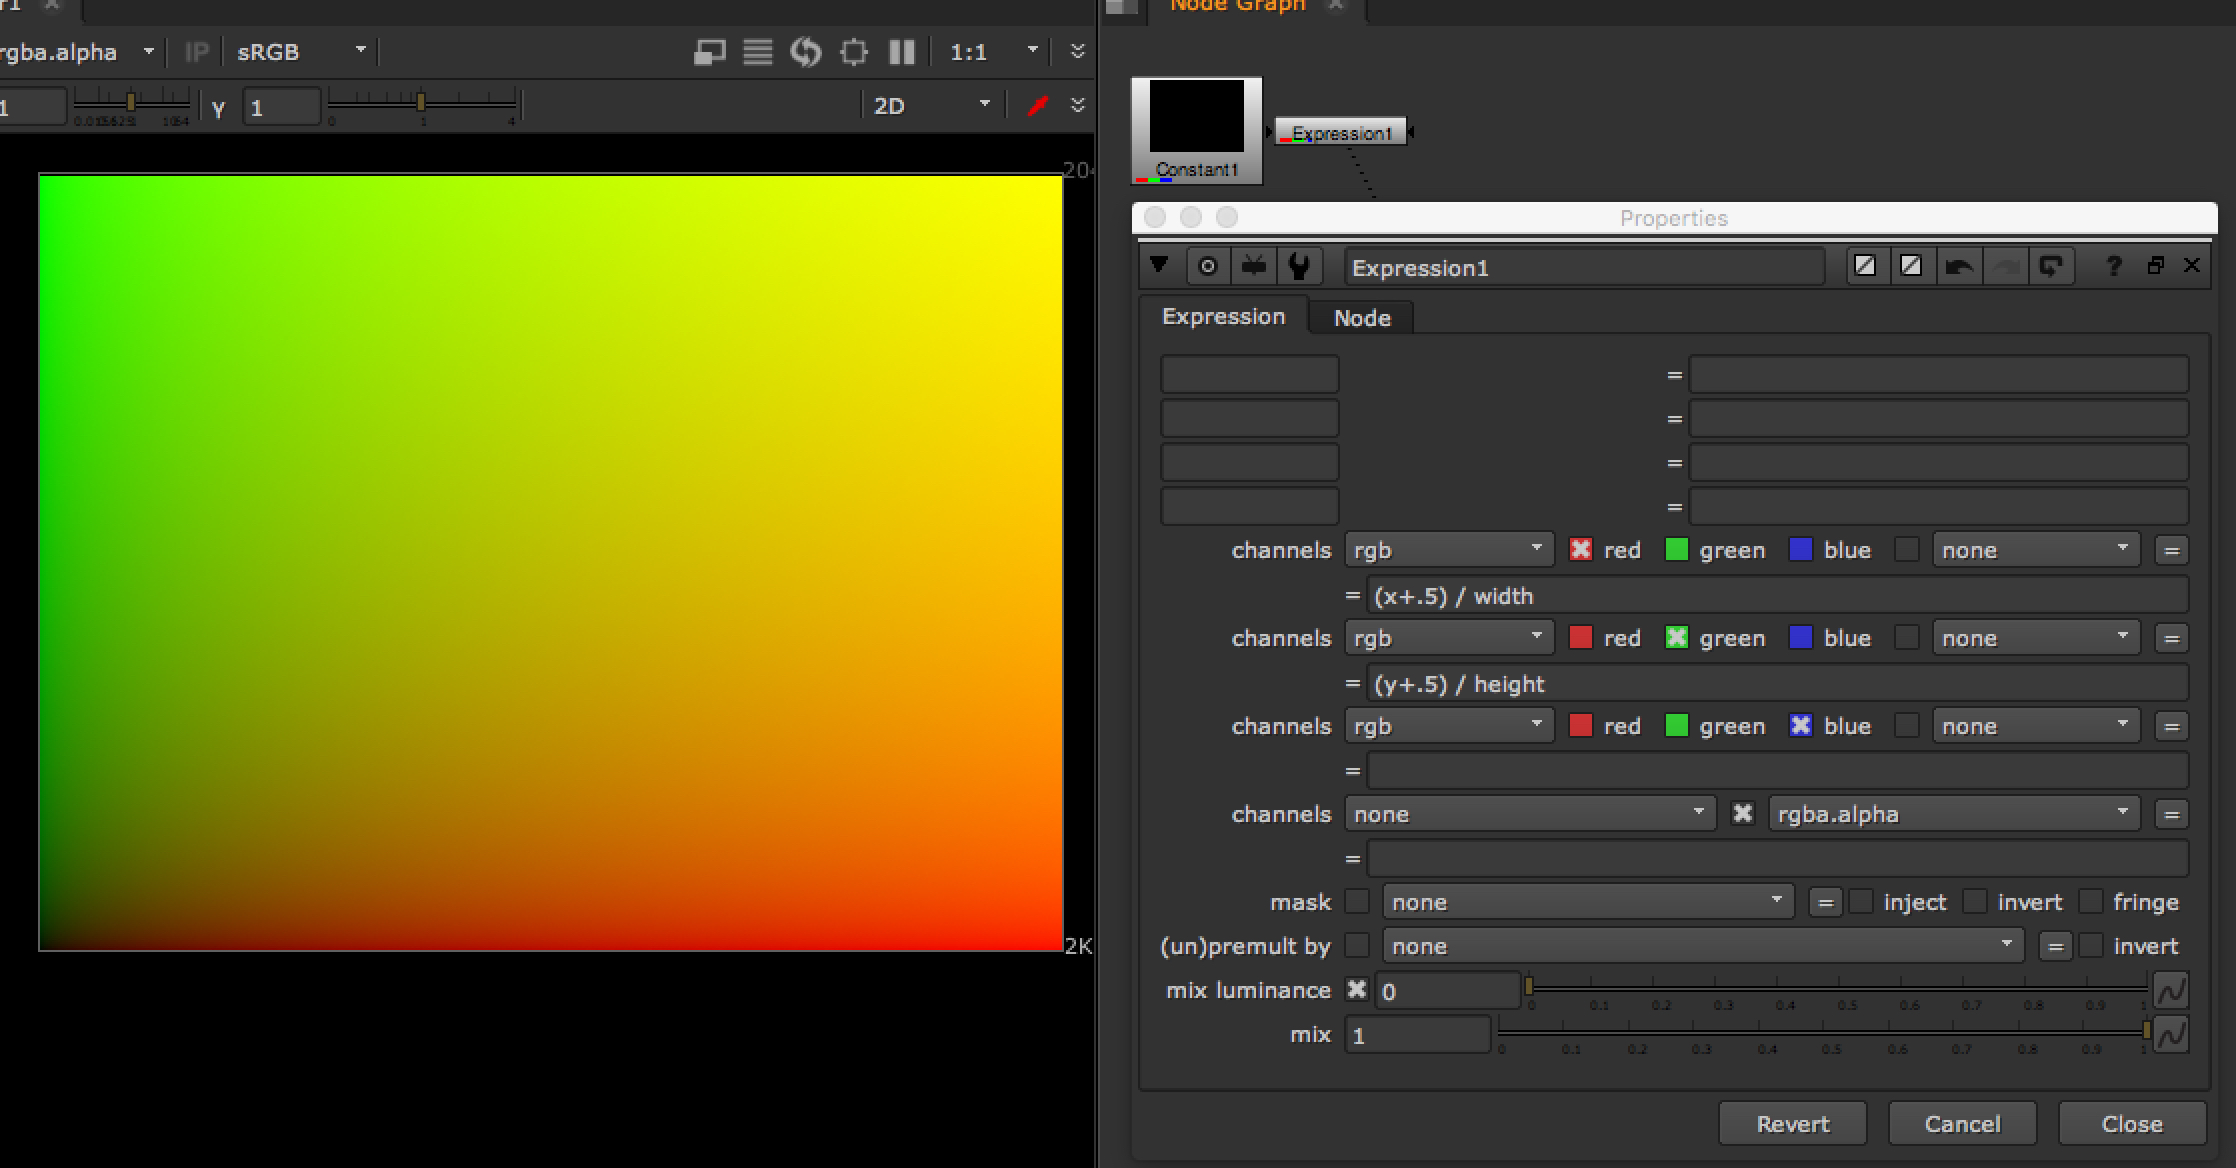 Node Graph
rgba.alpha IP sRGB 1:1
1 γ 1 2D
0 1 4
Constant1
Expression1
204
2K
Properties
Expression1
Expression Node
=
=
=
=
channels rgb red green blue none =
= (x+.5) / width
channels rgb red green blue none =
= (y+.5) / height
channels rgb red green blue none =
=
channels none rgba.alpha =
=
mask none = inject invert fringe
(un)premult by none = invert
mix luminance 0
0 0.1 0.2 0.3 0.4 0.5 0.6 0.7 0.8 0.9 1
mix 1
0 0.1 0.2 0.3 0.4 0.5 0.6 0.7 0.8 0.9 1
Revert Cancel Close